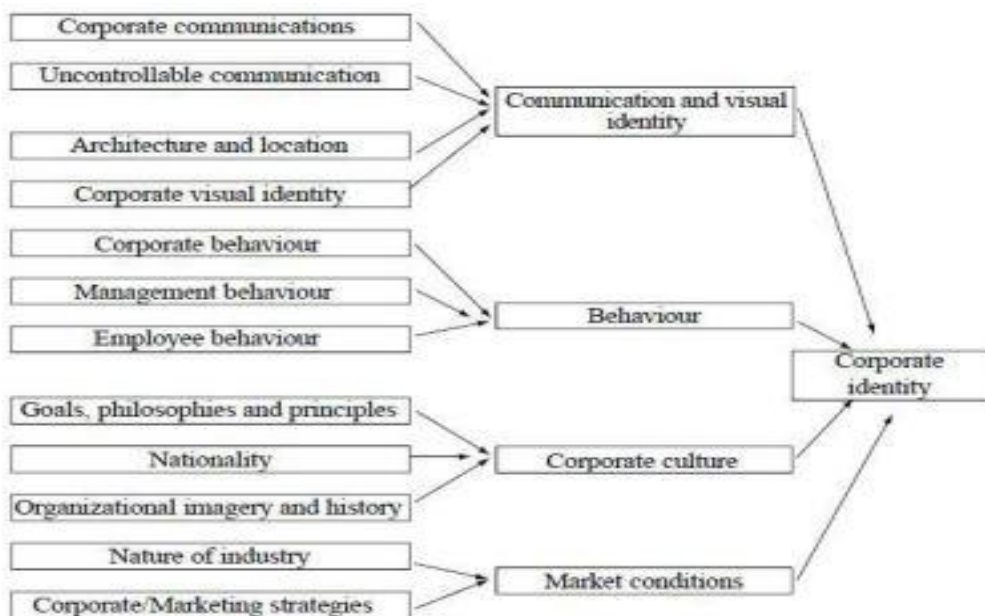 Corporate communications
Uncontrollable communication
Architecture and location
Corporate visual identity
Corporate behaviour
Management behaviour
Employee behaviour
Goals, philosophies and principles
Nationality
Organizational imagery and history
Nature of industry
Corporate/Marketing strategies
Communication and visual
identity
Behaviour
Corporate culture
Market conditions
Corporate
identity